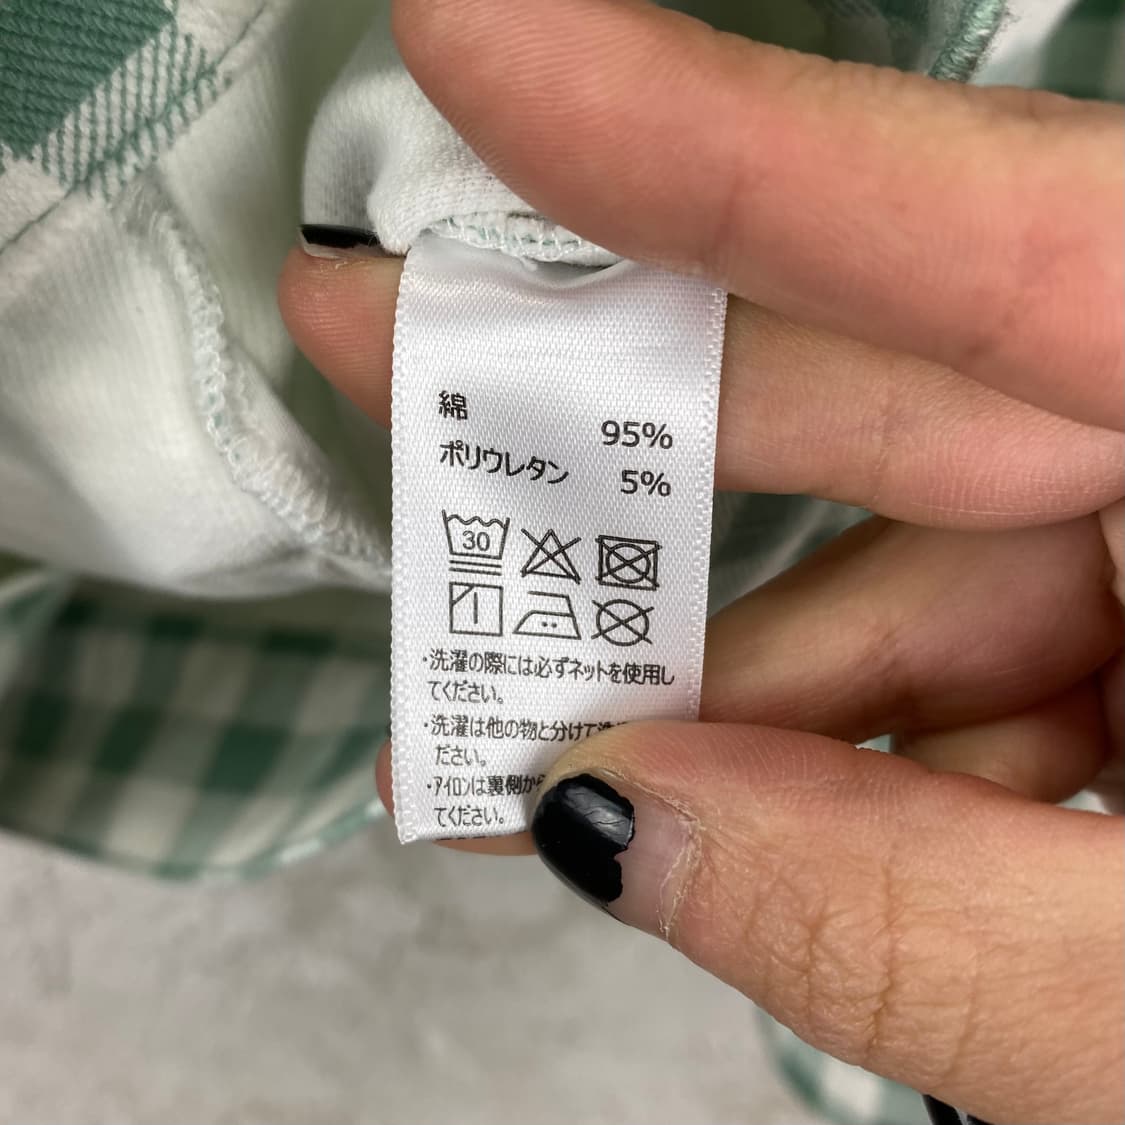 綿
95%
ポリウレタン
5%
30
・洗濯の際には必ずネットを使用し
てください。
・洗濯は他の物と分けて洗
ださい。
・アイロンは裏側か
てください。